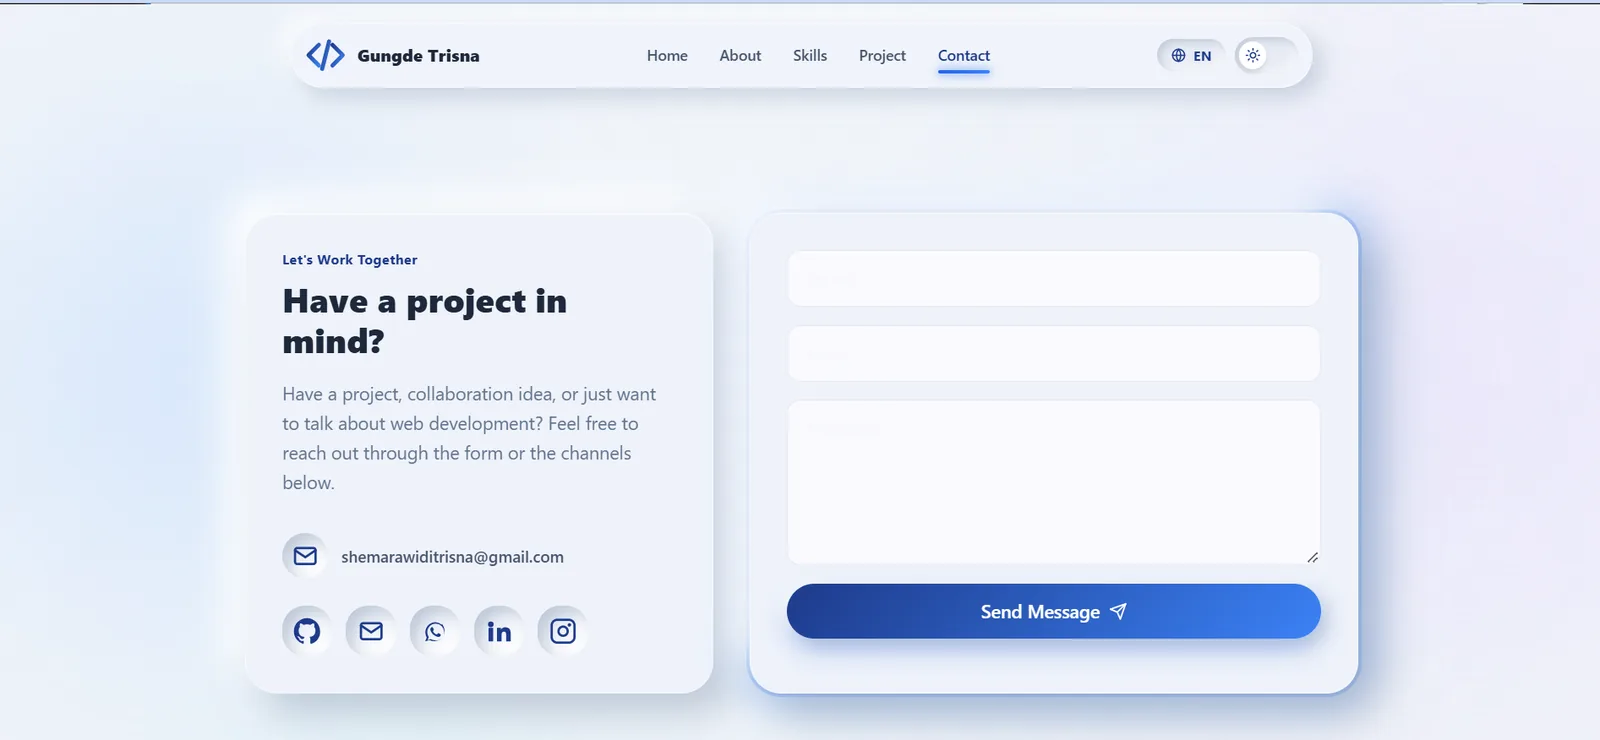 Gungde Trisna
Home
About
Skills
Project
Contact
EN
Let's Work Together
Have a project in
mind?
Have a project, collaboration idea, or just want
to talk about web development? Feel free to
reach out through the form or the channels
below.
shemarawiditrisna@gmail.com
Send Message